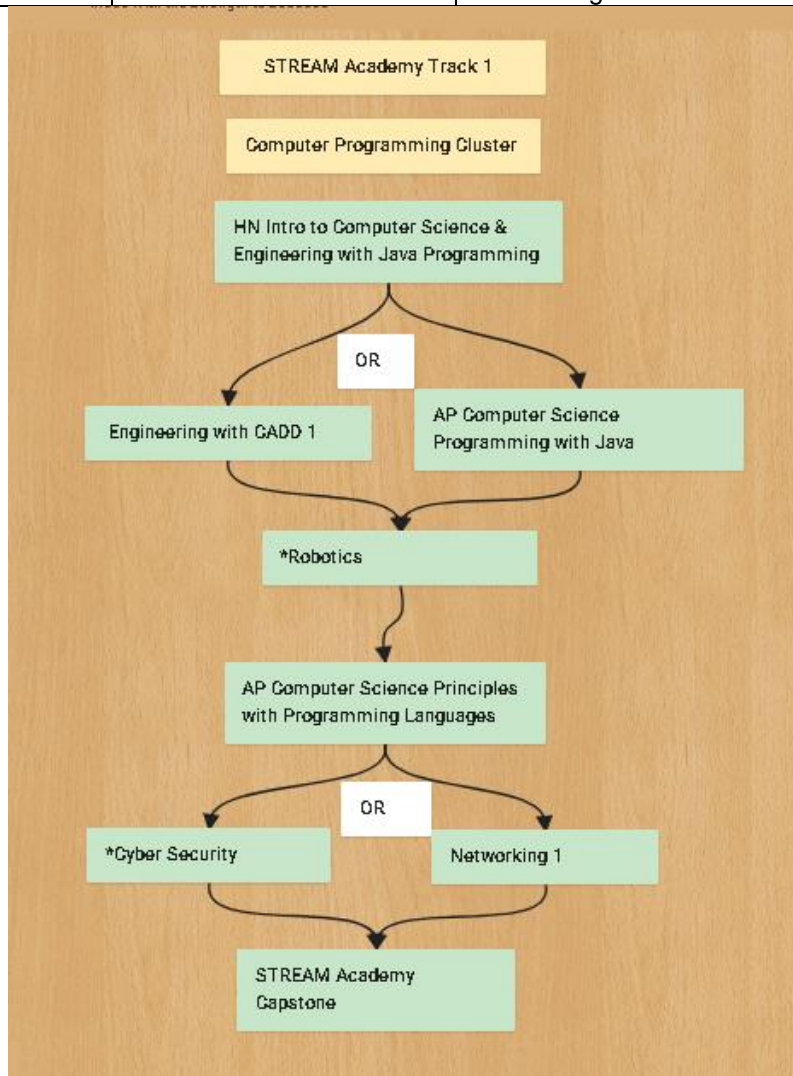 STREAM Academy Track 1
Computer Programming Cluster
HN Intro to Computer Science &
Engineering with Java Programming
OR
Engineering with CADD 1
AP Computer Science
Programming with Java
*Robotics
AP Computer Science Principles
with Programming Languages
OR
*Cyber Security
Networking 1
STREAM Academy
Capstone